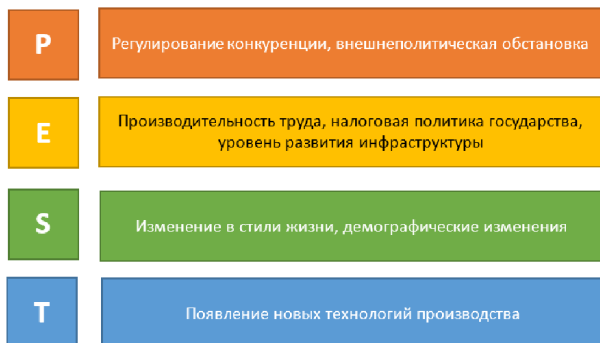 P
Регулирование конкуренции, внешнеполитическая обстановка
E
Производительность труда, налоговая политика государства,
уровень развития инфраструктуры
S
Изменение в стили жизни, демографические изменения
T
Появление новых технологий производства